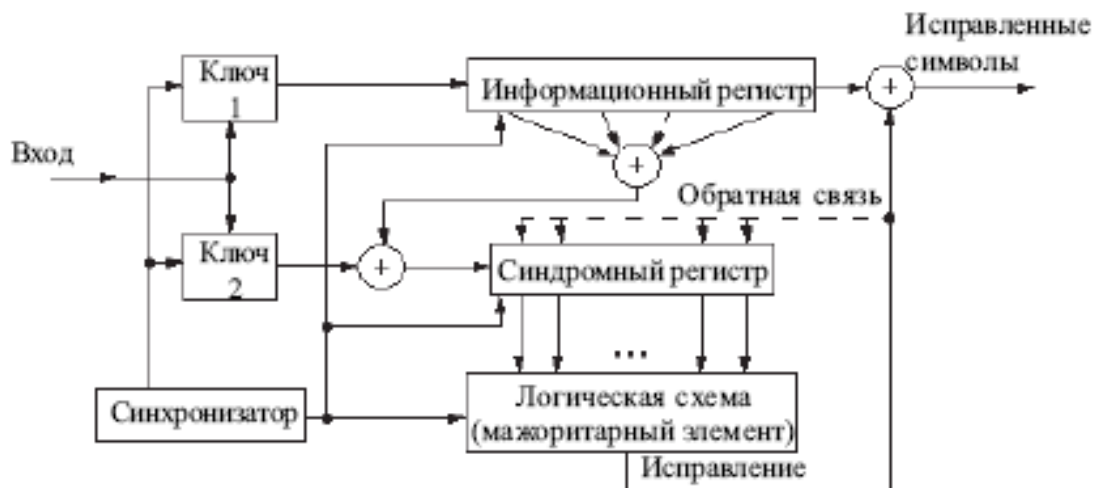 Исправленные
символы
Ключ
1
Информационный регистр
+
Вход
+
Обратная связь
Ключ
2
+
Синдромный регистр
...
Синхронизатор
Логическая схема
(мажоритарный элемент)
Исправление